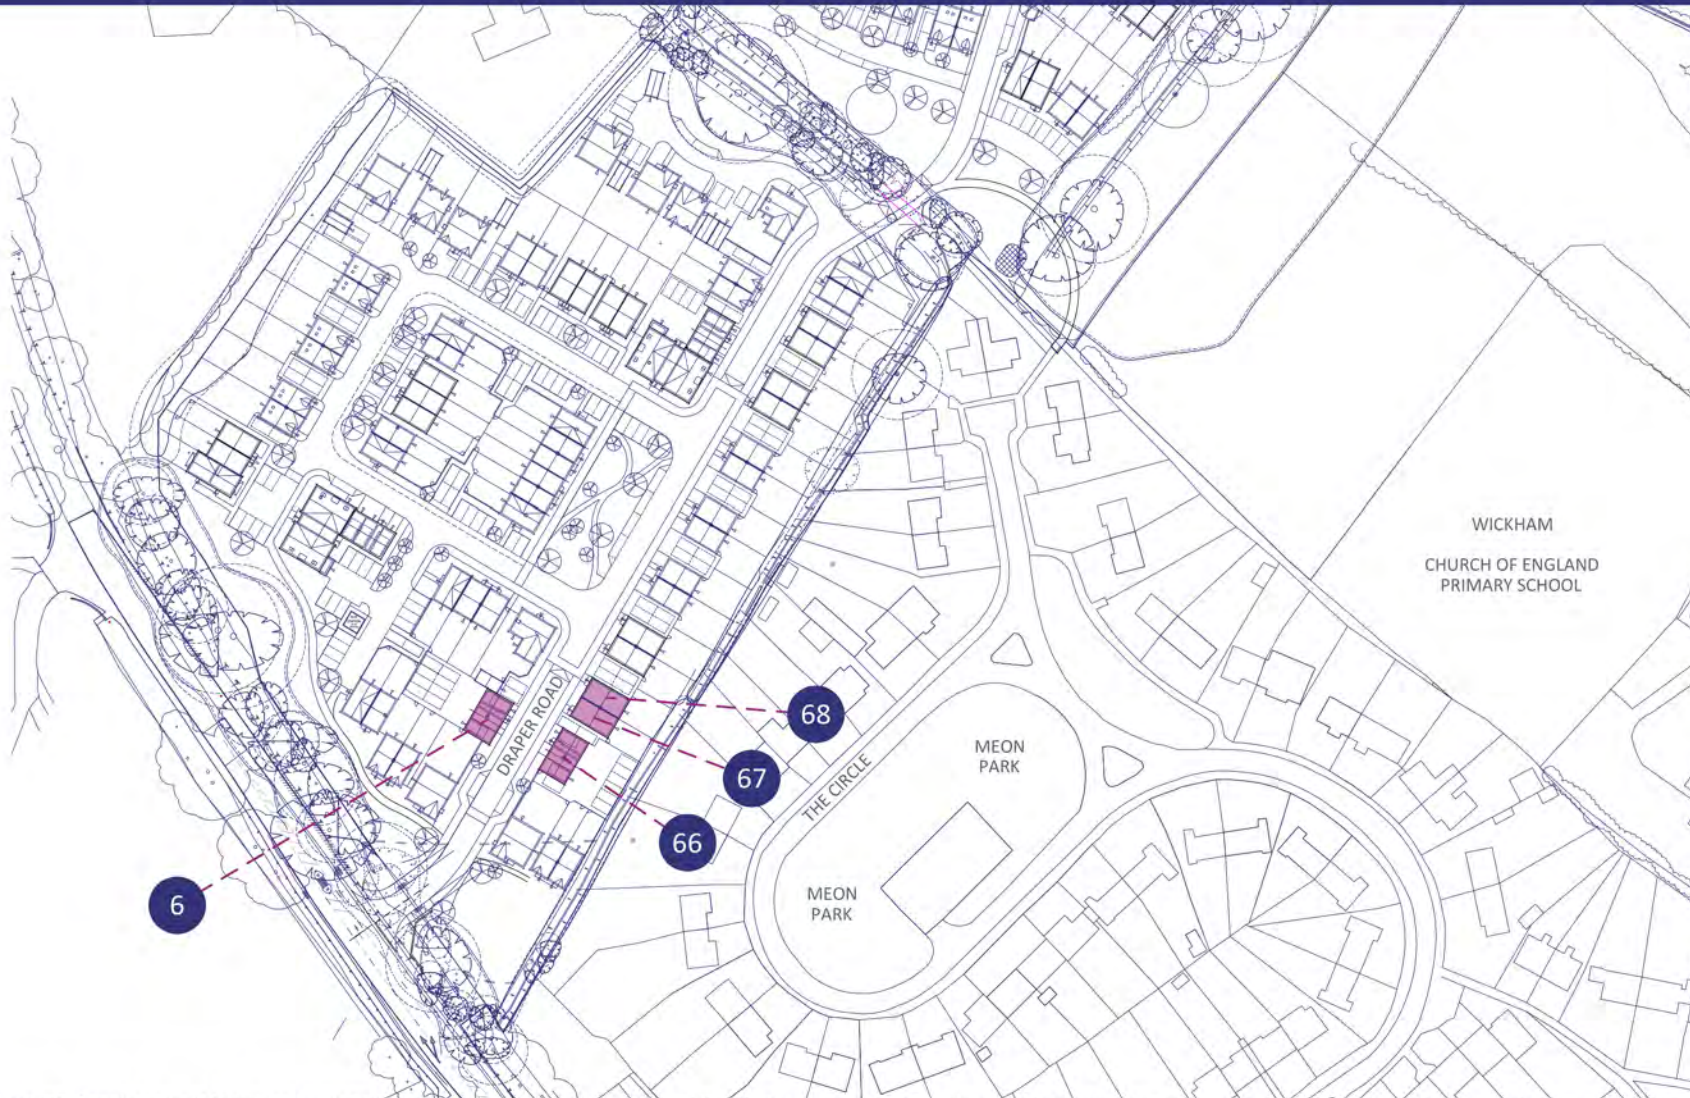 WICKHAM
CHURCH OF ENGLAND
PRIMARY SCHOOL
DRAPER ROAD
68
67
66
6
THE CIRCLE
MEON
PARK
MEON
PARK